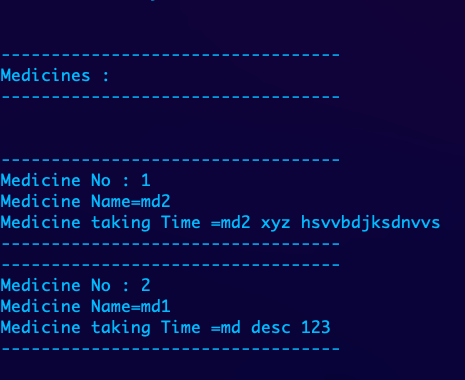 ----------------------------------
Medicines :
----------------------------------
----------------------------------
Medicine No : 1
Medicine Name=md2
Medicine taking Time =md2 xyz hsvvbdjksdnvvs
----------------------------------
----------------------------------
Medicine No : 2
Medicine Name=md1
Medicine taking Time =md desc 123
----------------------------------